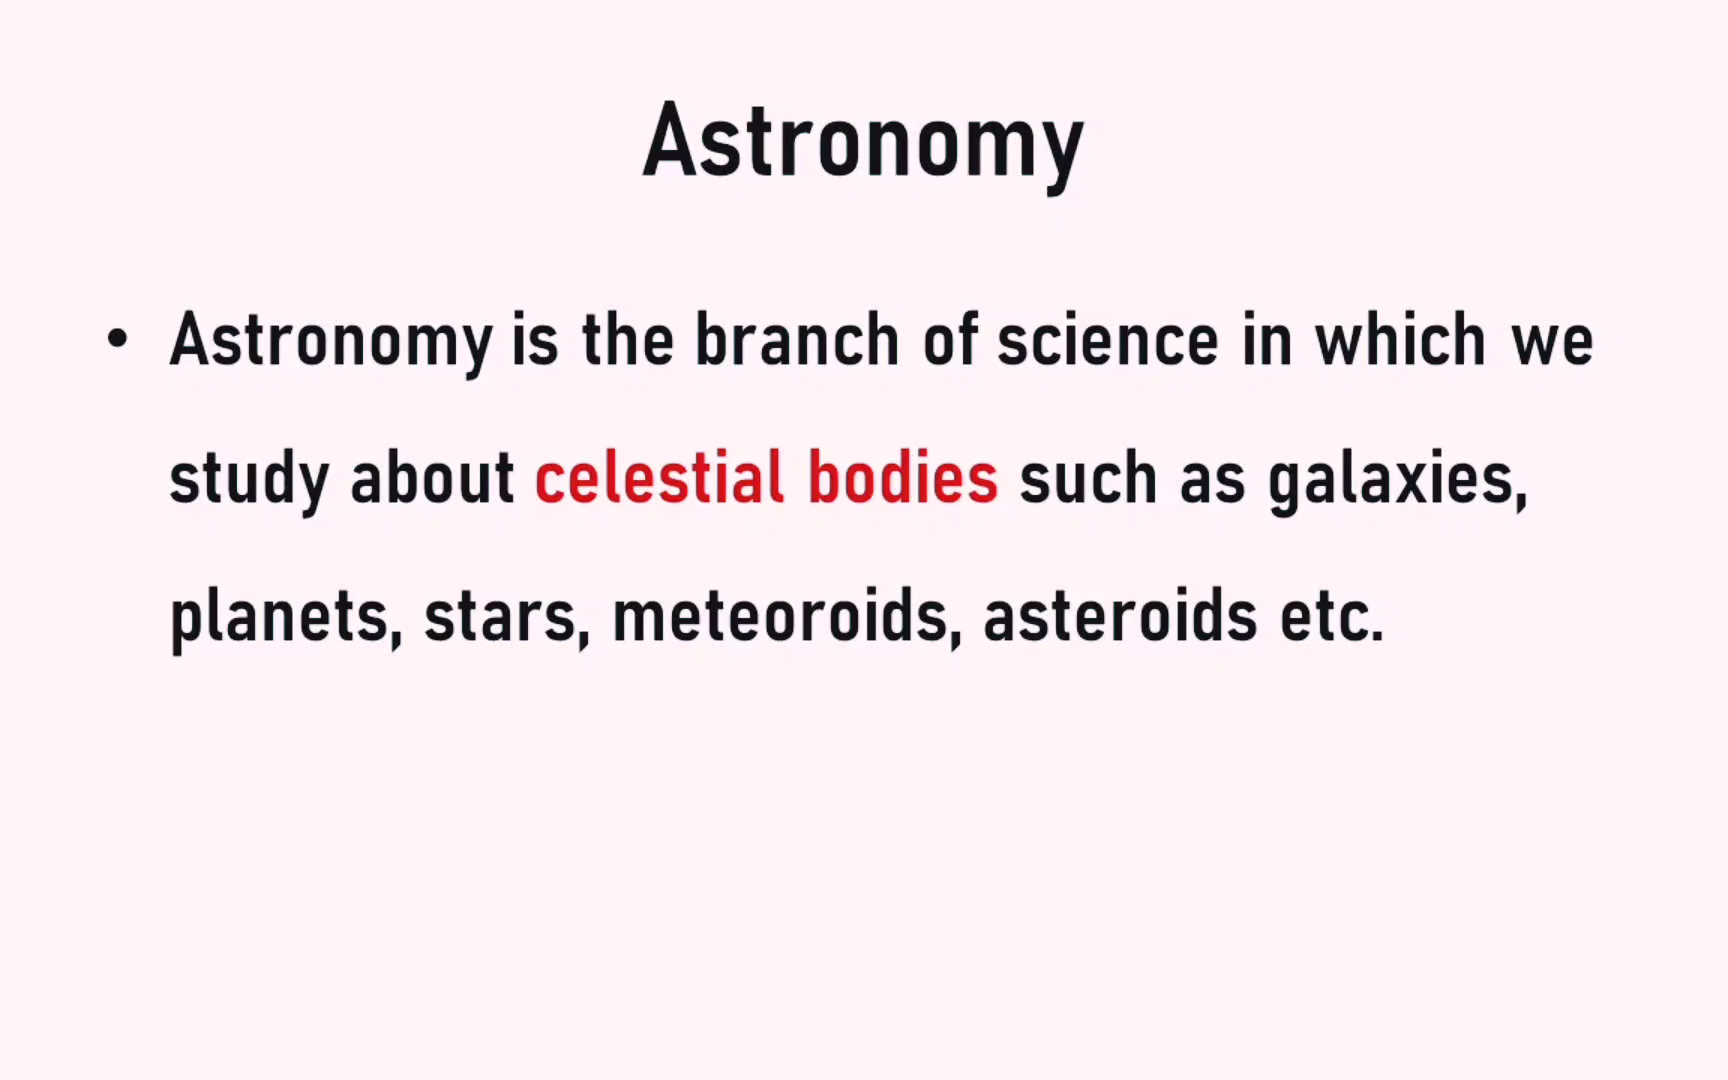 Astronomy
• Astronomy is the branch of science in which we
study about celestial bodies such as galaxies,
planets, stars, meteoroids, asteroids etc.